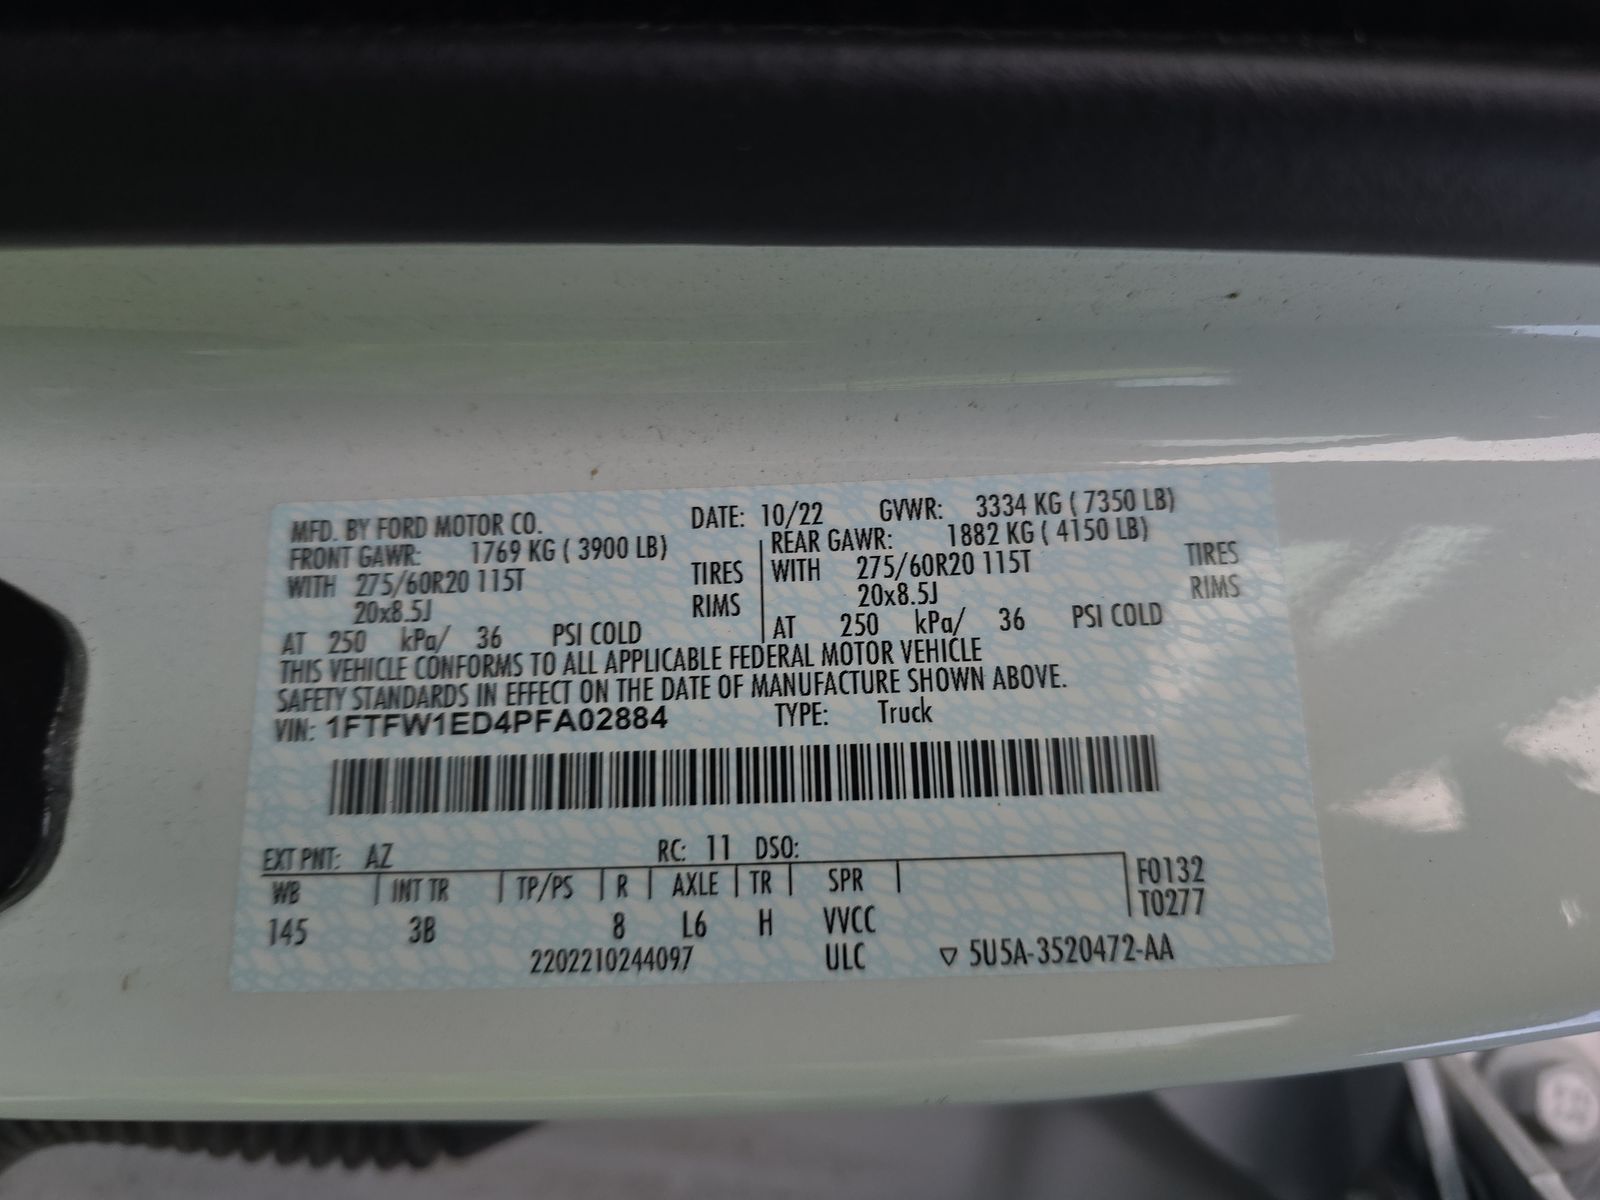 MFD. BY FORD MOTOR CO. DATE: 10/22 GVWR: 3334 KG ( 7350 LB)
FRONT GAWR: 1769 KG ( 3900 LB) REAR GAWR: 1882 KG ( 4150 LB)
WITH 275/60R20 115T TIRES WITH 275/60R20 115T TIRES
20x8.5J RIMS 20x8.5J RIMS
AT 250 kPa/ 36 PSI COLD AT 250 kPa/ 36 PSI COLD
THIS VEHICLE CONFORMS TO ALL APPLICABLE FEDERAL MOTOR VEHICLE
SAFETY STANDARDS IN EFFECT ON THE DATE OF MANUFACTURE SHOWN ABOVE.
VIN: 1FTFW1ED4PFA02884 TYPE: Truck
EXT PNT: AZ RC: 11 DSO:
WB INT TR TP/PS R AXLE TR SPR F0132
145 3B 8 L6 H VVCC T0277
2202210244097 ULC ▽ 5U5A-3520472-AA